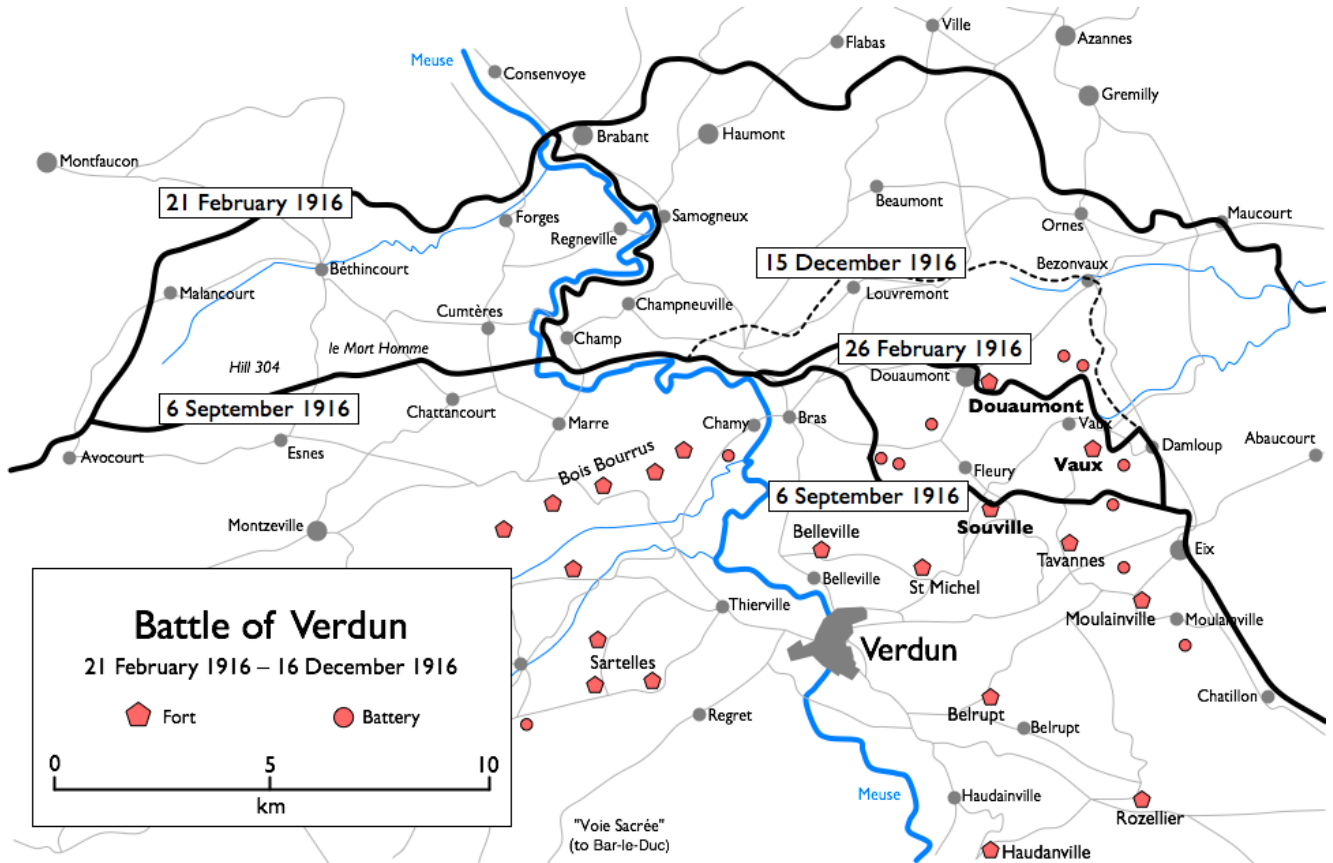 Ville
Flabas
Azannes
Meuse
Consenvoye
Gremilly
Brabant
Haumont
Montfaucon
21 February 1916
Beaumont
Forges
Samogneux
Maucourt
Ornes
Regneville
15 December 1916
Béthincourt
Bezonvaux
Malancourt
Louvremont
Champneuville
Cumtères
Champ
le Mort Homme
26 February 1916
Hill 304
Douaumont
Douaumont
6 September 1916
Chattancourt
Marre
Chamy
Bras
Vaux
Damloup
Abaucourt
Esnes
Avocourt
Bois Bourrus
Fleury
Vaux
6 September 1916
Souville
Montzeville
Belleville
Tavannes
Eix
Belleville
St Michel
Thierville
Moulainville
Moulainville
Battle of Verdun
21 February 1916 – 16 December 1916
Verdun
Sartelles
Chatillon
Fort
Battery
Regret
Belrupt
Belrupt
0 5 10
km
Meuse
Haudainville
Rozellier
"Voie Sacrée"
(to Bar-le-Duc)
Haudanville